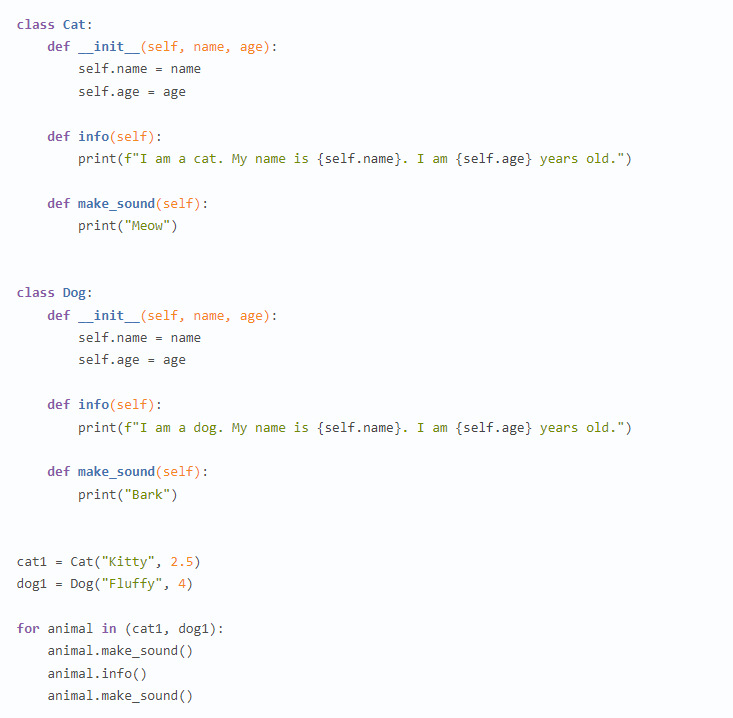 class Cat:
    def __init__(self, name, age):
        self.name = name
        self.age = age

    def info(self):
        print(f"I am a cat. My name is {self.name}. I am {self.age} years old.")

    def make_sound(self):
        print("Meow")


class Dog:
    def __init__(self, name, age):
        self.name = name
        self.age = age

    def info(self):
        print(f"I am a dog. My name is {self.name}. I am {self.age} years old.")

    def make_sound(self):
        print("Bark")


cat1 = Cat("Kitty", 2.5)
dog1 = Dog("Fluffy", 4)

for animal in (cat1, dog1):
    animal.make_sound()
    animal.info()
    animal.make_sound()